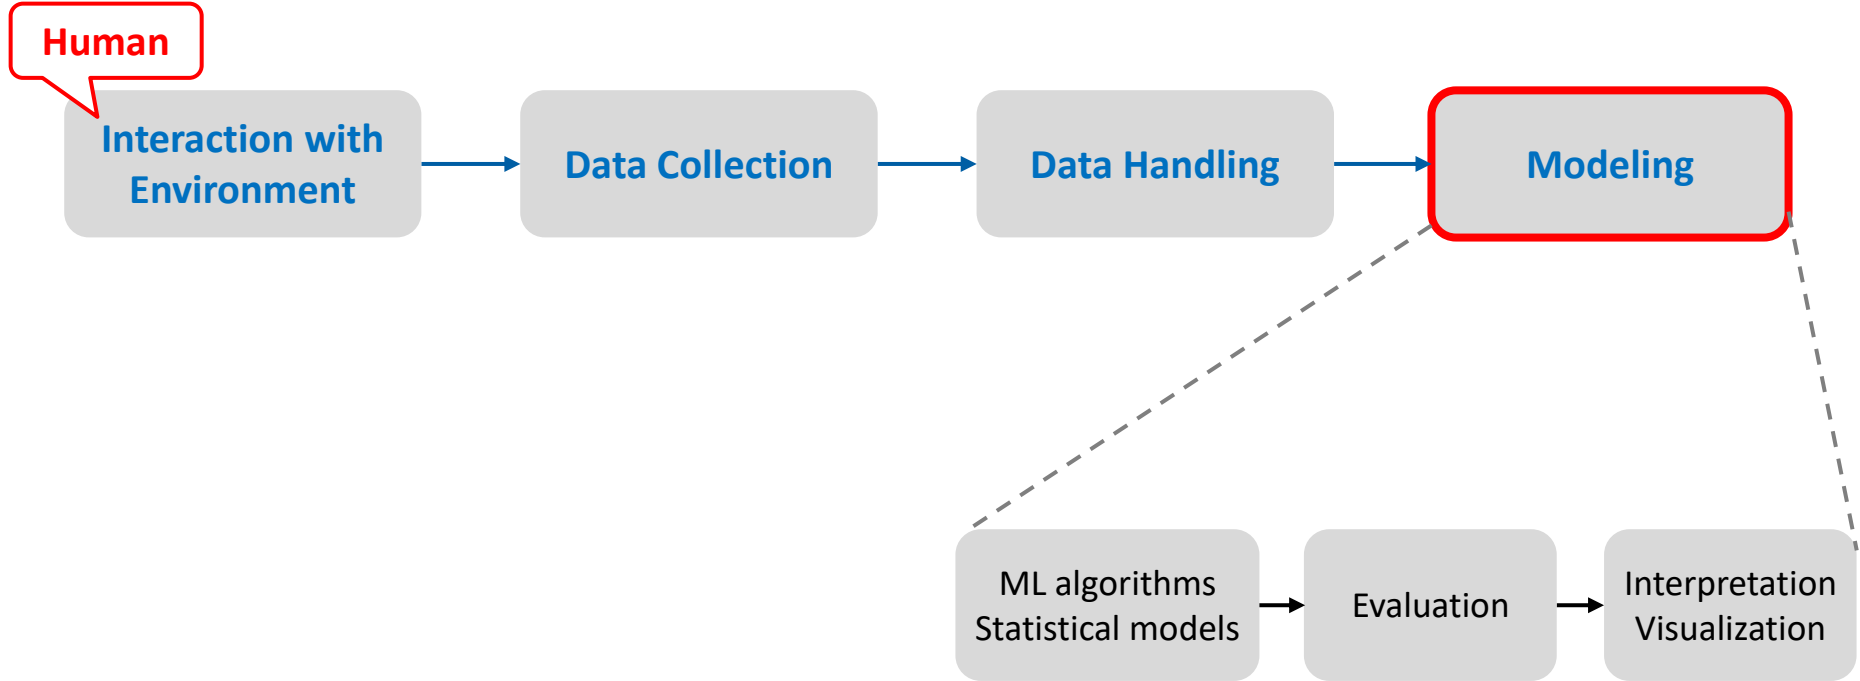 Human
Interaction with
Environment
Data Collection
Data Handling
Modeling
ML algorithms
Statistical models
Evaluation
Interpretation
Visualization